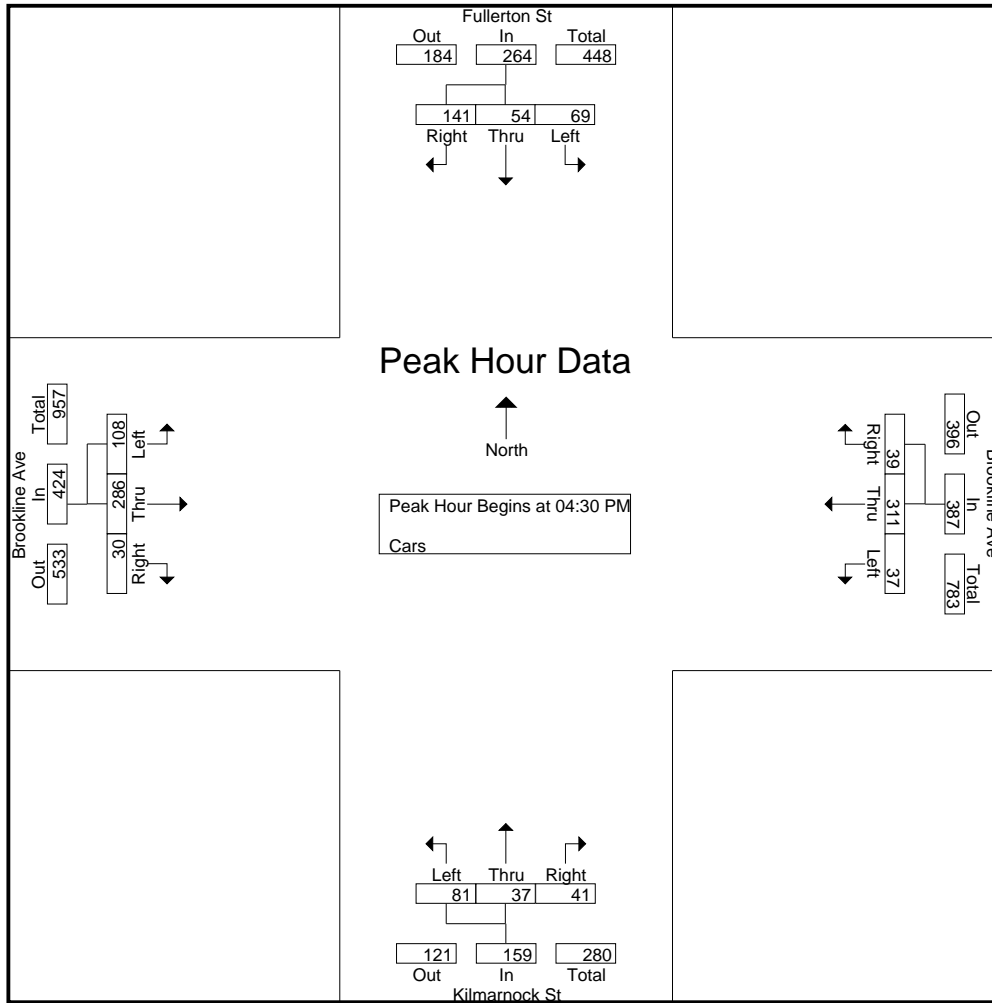 Fullerton St
Out In Total
184 264 448
141 54 69
Right Thru Left
Peak Hour Data
North
Peak Hour Begins at 04:30 PM
Cars
Brookline Ave
Total In Out
957 424 533
108 286 30
Left Thru Right
Brookline Ave
Out In Total
396 387 783
39 311 37
Right Thru Left
Left Thru Right
81 37 41
121 159 280
Out In Total
Kilmarnock St